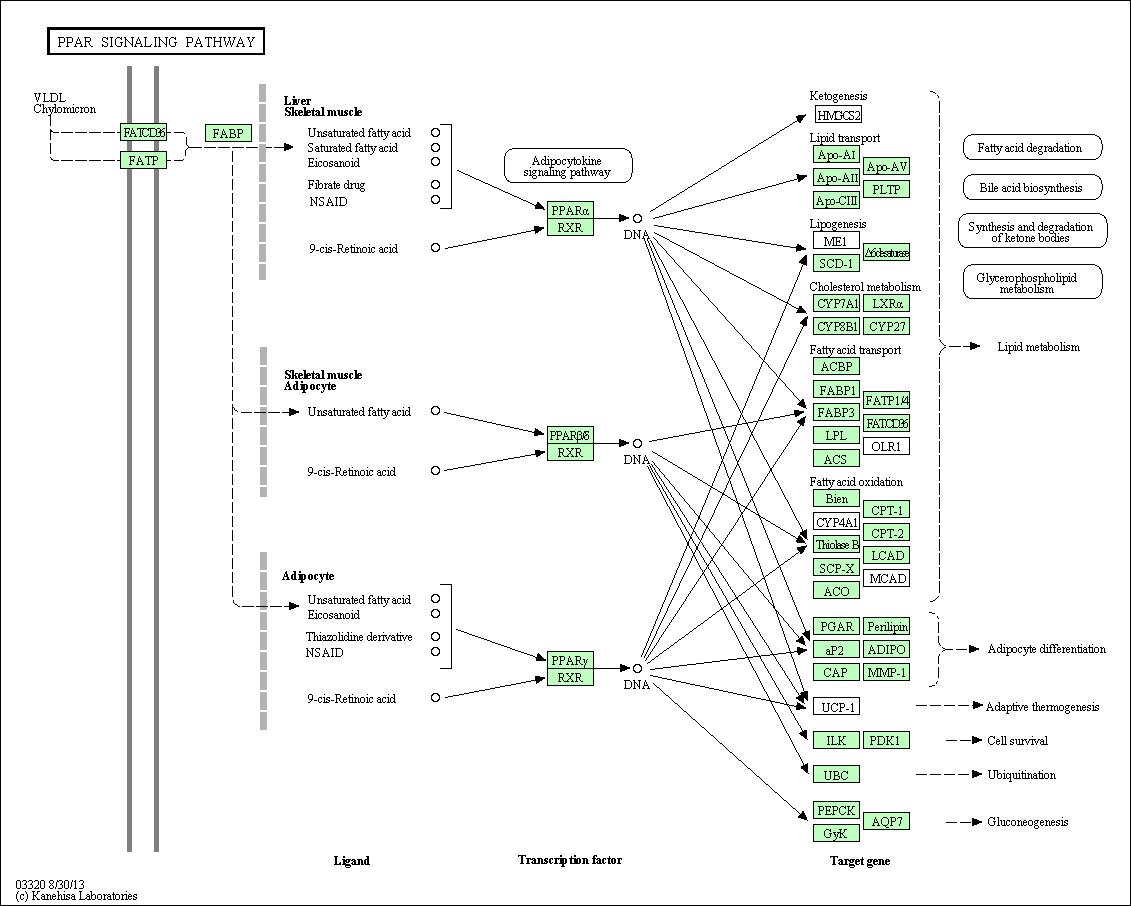 PPAR SIGNALING PATHWAY
VLDL
Chylomicron
FATCD36
FATP
FABP
Liver
Skeletal muscle
Unsaturated fatty acid
Saturated fatty acid
Eicosanoid
Fibrate drug
NSAID
9-cis-Retinoic acid
Adipocytokine
signaling pathway
PPARα
RXR
DNA
Skeletal muscle
Adipocyte
Unsaturated fatty acid
9-cis-Retinoic acid
PPARβ/δ
RXR
DNA
Adipocyte
Unsaturated fatty acid
Eicosanoid
Thiazolidine derivative
NSAID
9-cis-Retinoic acid
PPARγ
RXR
DNA
Ketogenesis
HMGCS2
Lipid transport
Apo-AI
Apo-AV
Apo-AII
PLTP
Apo-CIII
Lipogenesis
ME1
Δ6desaturase
SCD-1
Cholesterol metabolism
CYP7A1 LXRα
CYP8B1 CYP27
Fatty acid transport
ACBP
FABP1
FATP1/4
FABP3
FATCD36
LPL
OLR1
ACS
Fatty acid oxidation
Bien
CPT-1
CYP4A1
CPT-2
Thiolase B
LCAD
SCP-X
MCAD
ACO
PGAR Perilipin
aP2 ADIPO
CAP MMP-1
UCP-1
ILK PDK1
UBC
PEPCK
AQP7
GyK
Fatty acid degradation
Bile acid biosynthesis
Synthesis and degradation
of ketone bodies
Glycerophospholipid
metabolism
Lipid metabolism
Adipocyte differentiation
Adaptive thermogenesis
Cell survival
Ubiquitination
Gluconeogenesis
Ligand
Transcription factor
Target gene
03320 8/30/13
(c) Kanehisa Laboratories